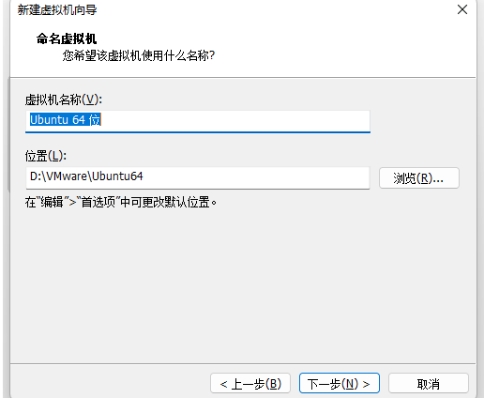 新建虚拟机向导
命名虚拟机
您希望该虚拟机使用什么名称?
虚拟机名称(V):
Ubuntu 64 位
位置(L):
D:\VMware\Ubuntu64
浏览(R)...
在"编辑">"首选项"中可更改默认位置。
< 上一步(B)
下一步(N) >
取消